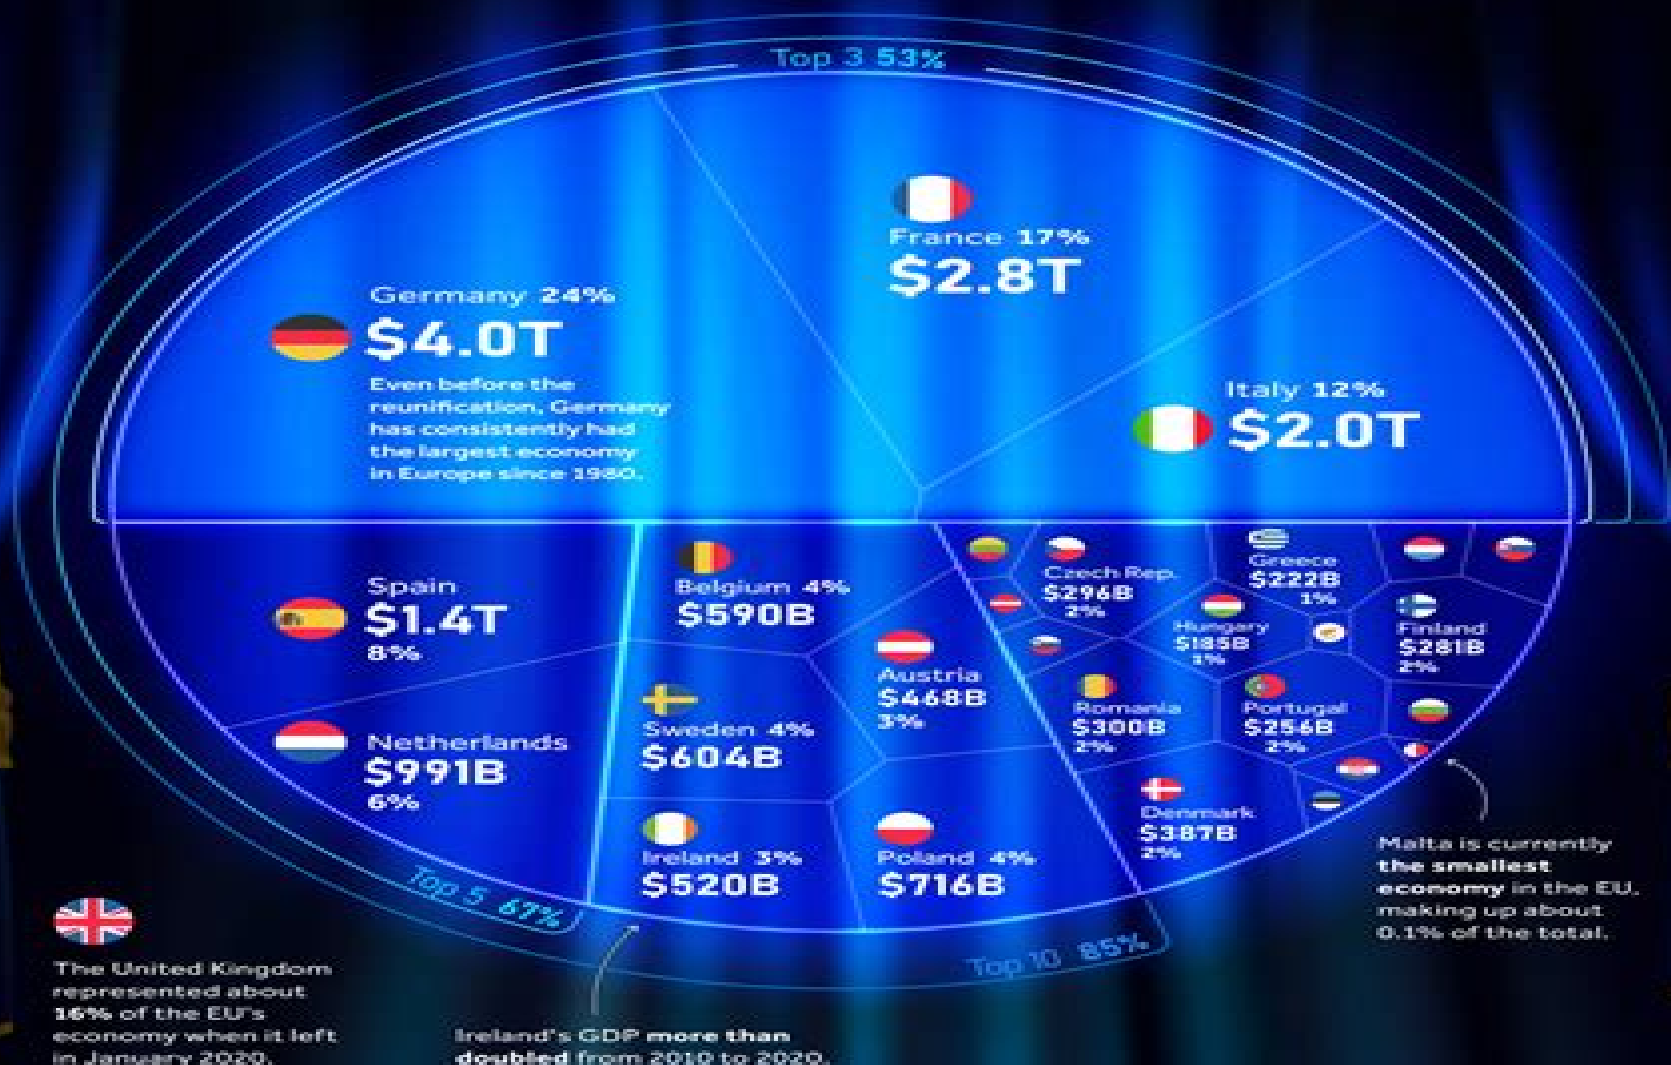 Top 3 53%
France 17%
$2.8T
Germany 24%
$4.0T
Even before the
reunification, Germany
has consistently had
the largest economy
in Europe since 1980.
Italy 12%
$2.0T
Spain
$1.4T
8%
Netherlands
$991B
6%
Belgium 4%
$590B
Sweden 4%
$604B
Ireland 3%
$520B
Austria
$468B
3%
Poland 4%
$716B
Czech Rep.
$296B
2%
Greece
$222B
1%
Hungary
$185B
1%
Finland
$281B
2%
Romania
$300B
2%
Portugal
$256B
2%
Denmark
$387B
2%
Top 5 67%
Top 10 85%
Malta is currently
the smallest
economy in the EU,
making up about
0.1% of the total.
The United Kingdom
represented about
16% of the EU's
economy when it left
in January 2020.
Ireland's GDP more than
doubled from 2010 to 2020.